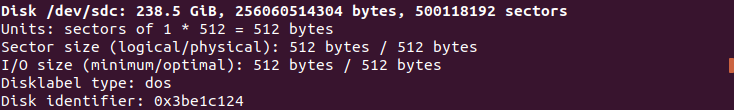 Disk /dev/sdc: 238.5 GiB, 256060514304 bytes, 500118192 sectors
Units: sectors of 1 * 512 = 512 bytes
Sector size (logical/physical): 512 bytes / 512 bytes
I/O size (minimum/optimal): 512 bytes / 512 bytes
Disklabel type: dos
Disk identifier: 0x3be1c124